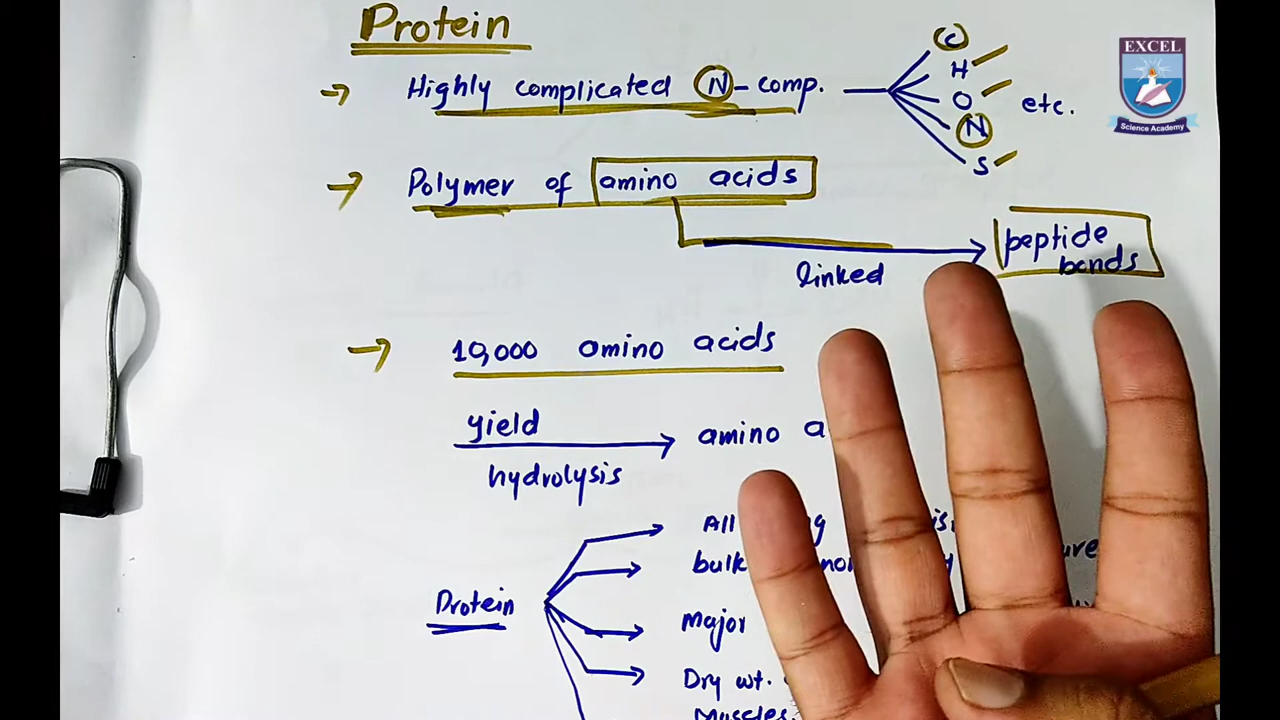 Protein
→ Highly complicated N-comp. C H O N S etc.
→ Polymer of amino acids
linked → peptide bonds
→ 10,000 amino acids
yield → amino
hydrolysis
All
bulk
Protein
Major
Dry wt.
Muscles
EXCEL
Science Academy